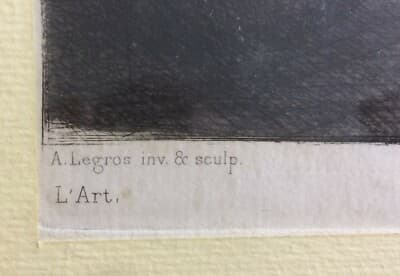 A. Legros inv. & sculp.
L'Art.